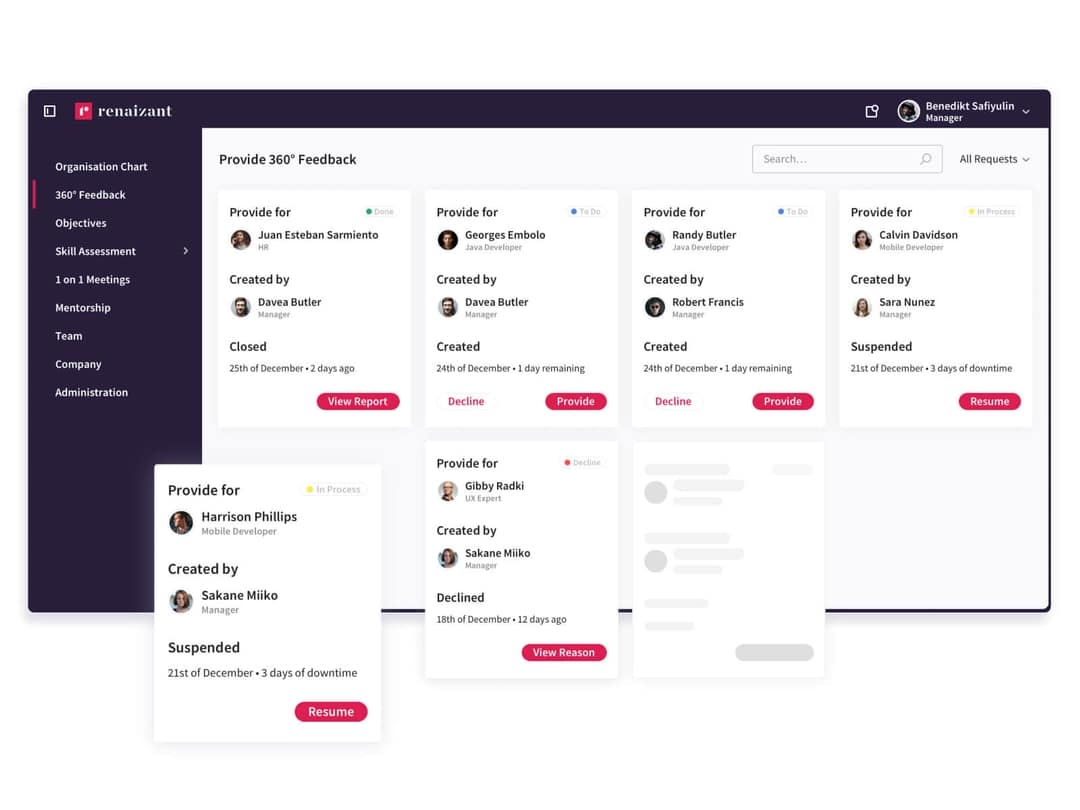 renaizant
Benedikt Safiyulin
Manager
Organisation Chart
360° Feedback
Objectives
Skill Assessment
1 on 1 Meetings
Mentorship
Team
Company
Administration
Provide 360° Feedback
Search...
All Requests
Provide for
Done
Juan Esteban Sarmiento
HR
Created by
Davea Butler
Manager
Closed
25th of December • 2 days ago
View Report
Provide for
To Do
Georges Embolo
Java Developer
Created by
Davea Butler
Manager
Created
24th of December • 1 day remaining
Decline
Provide
Provide for
To Do
Randy Butler
Java Developer
Created by
Robert Francis
Manager
Created
24th of December • 1 day remaining
Decline
Provide
Provide for
In Process
Calvin Davidson
Mobile Developer
Created by
Sara Nunez
Manager
Suspended
21st of December • 3 days of downtime
Resume
Provide for
In Process
Harrison Phillips
Mobile Developer
Created by
Sakane Miiko
Manager
Suspended
21st of December • 3 days of downtime
Resume
Provide for
Decline
Gibby Radki
UX Expert
Created by
Sakane Miiko
Manager
Declined
18th of December • 12 days ago
View Reason